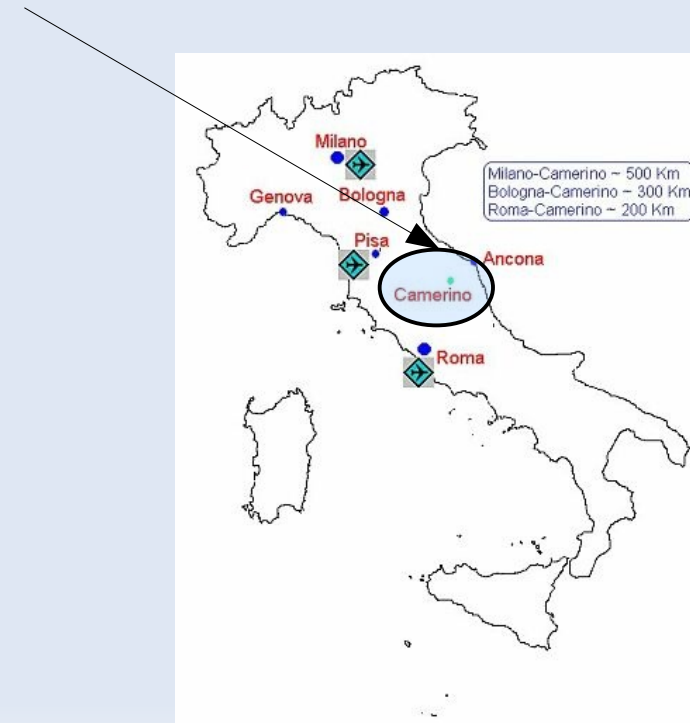 Milano
Milano-Camerino ~ 500 Km
Bologna-Camerino ~ 300 Km
Roma-Camerino ~ 200 Km
Genova
Bologna
Pisa
Ancona
Camerino
Roma